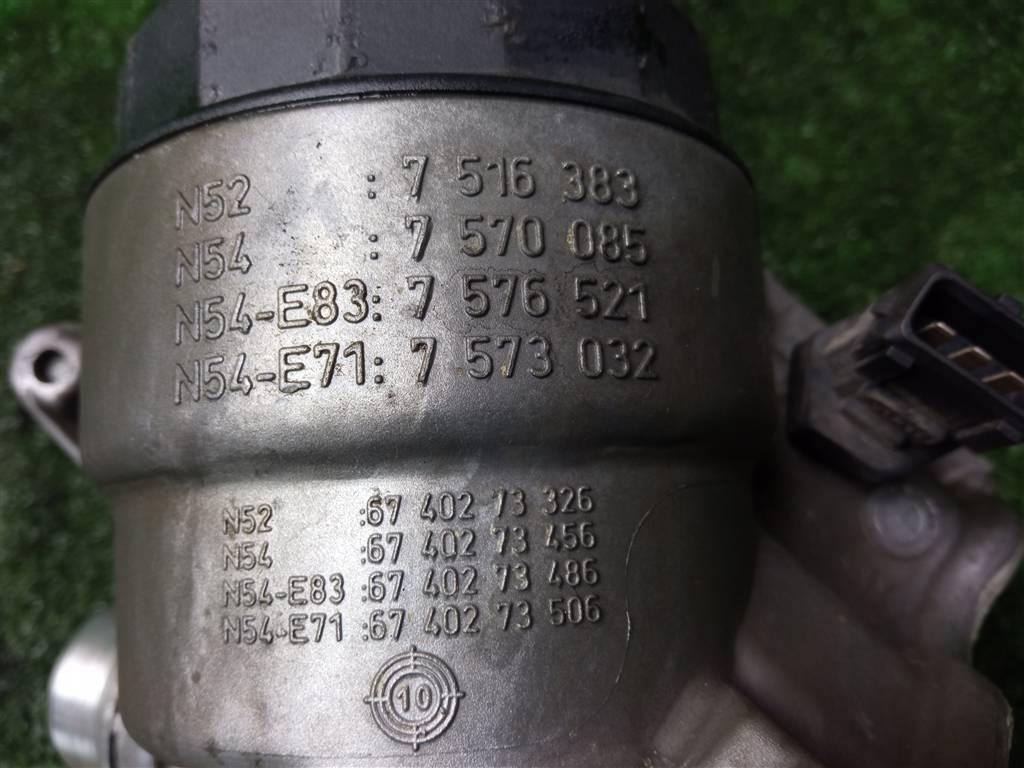 N52 : 7 516 383
N54 : 7 570 085
N54-E83: 7 576 521
N54-E71: 7 573 032
N52 :67 402 73 326
N54 :67 402 73 456
N54-E83 :67 402 73 486
N54-E71 :67 402 73 506
10